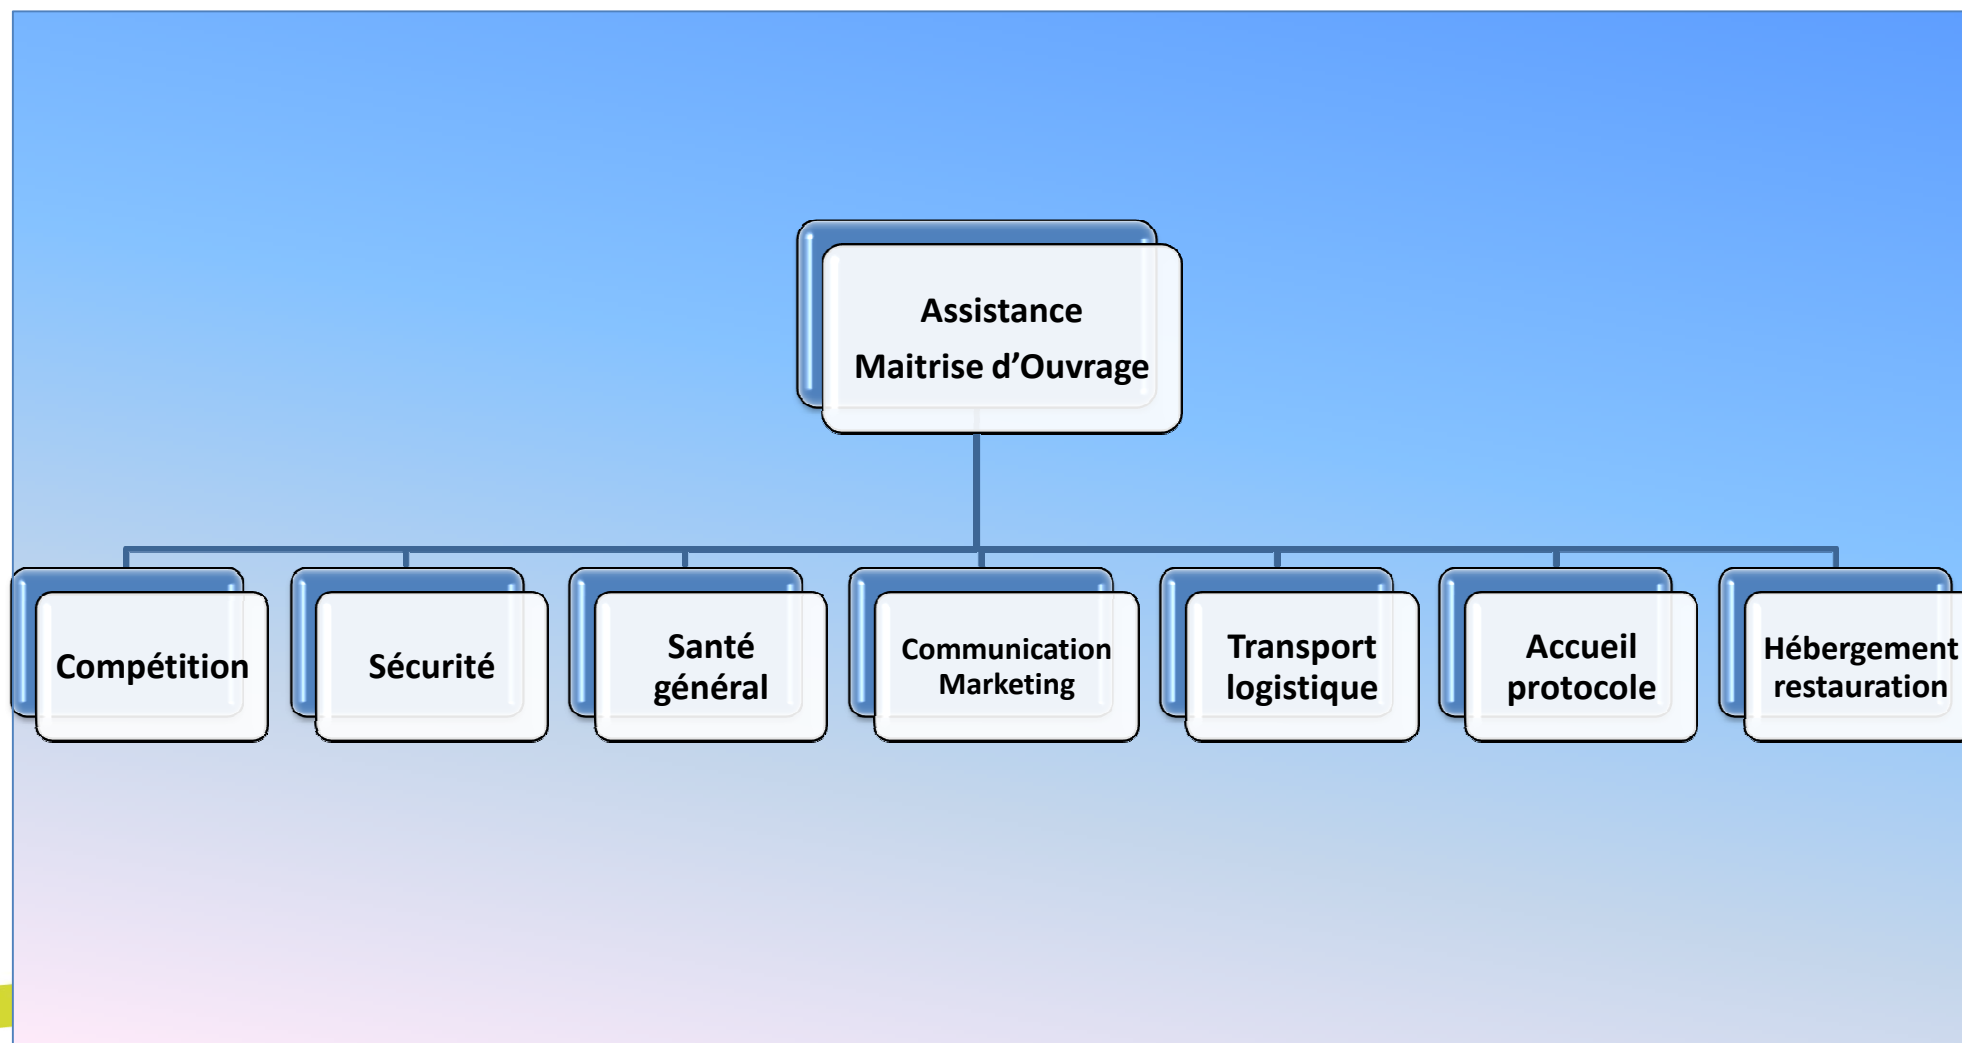 Assistance
Maitrise d’Ouvrage
Compétition
Sécurité
Santé
général
Communication
Marketing
Transport
logistique
Accueil
protocole
Hébergement
restauration